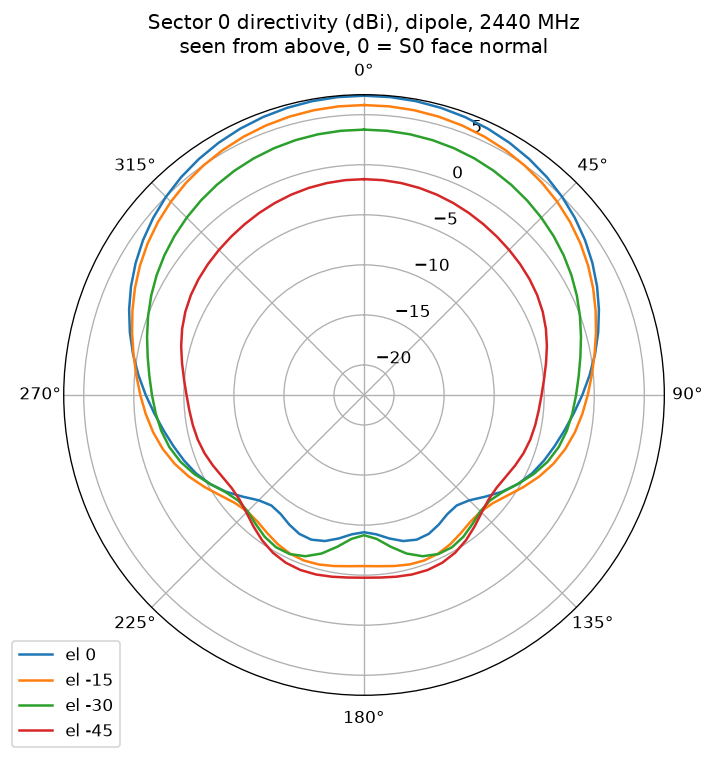 Sector 0 directivity (dBi), dipole, 2440 MHz
seen from above, 0 = S0 face normal
0°
45°
90°
135°
180°
225°
270°
315°
5
0
−5
−10
−15
−20
el 0
el -15
el -30
el -45